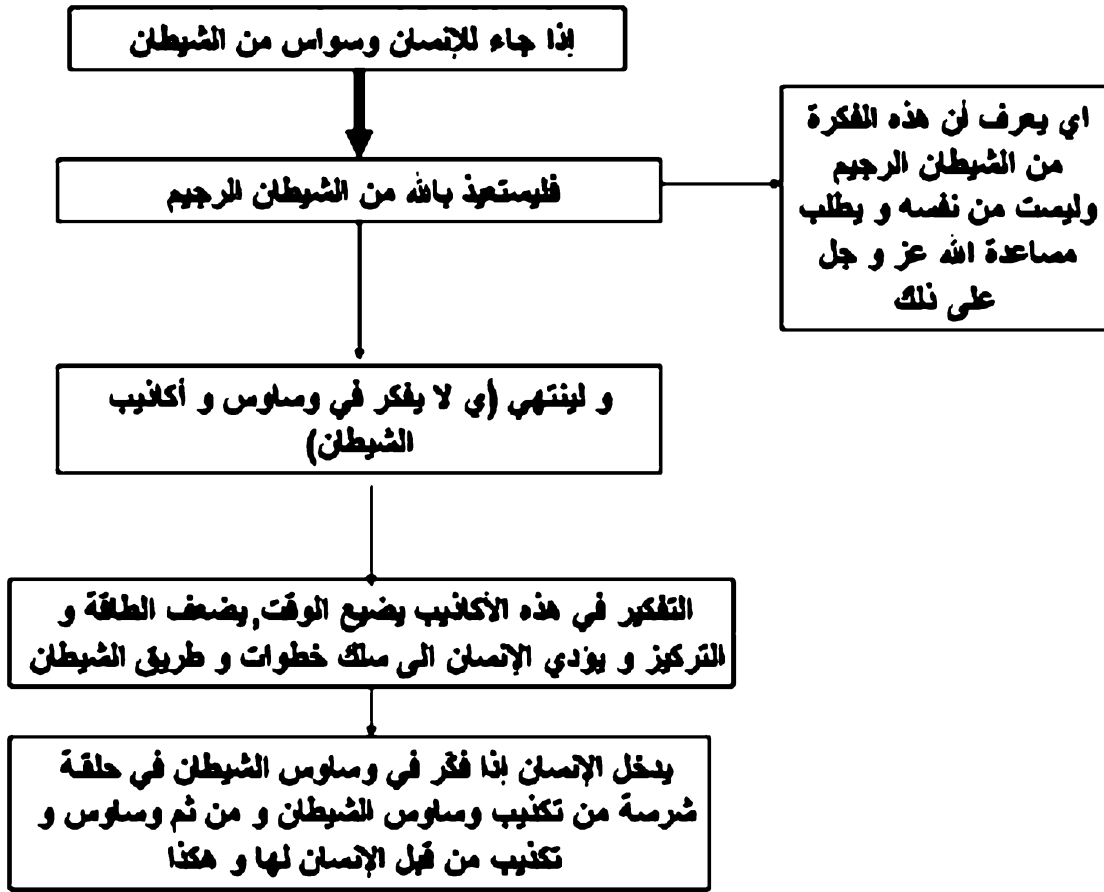 إذا جاء للإنسان وسواس من الشيطان
فليستعيذ بالله من الشيطان الرجيم
اي يعرف أن هذه الفكرة
من الشيطان الرجيم
وليست من نفسه و يطلب
مساعدة الله عز و جل
على ذلك
و لينتهي (أي لا يفكر في وساوس و أكاذيب
الشيطان)
التفكير في هذه الأكاذيب يضيع الوقت,يضعف الطاقة و
التركيز و يؤدي الإنسان الى سلك خطوات و طريق الشيطان
يدخل الإنسان إذا فكّر في وساوس الشيطان في حلقة
شرسة من تكذيب وساوس الشيطان و من ثم وساوس و
تكذيب من قبل الإنسان لها و هكذا